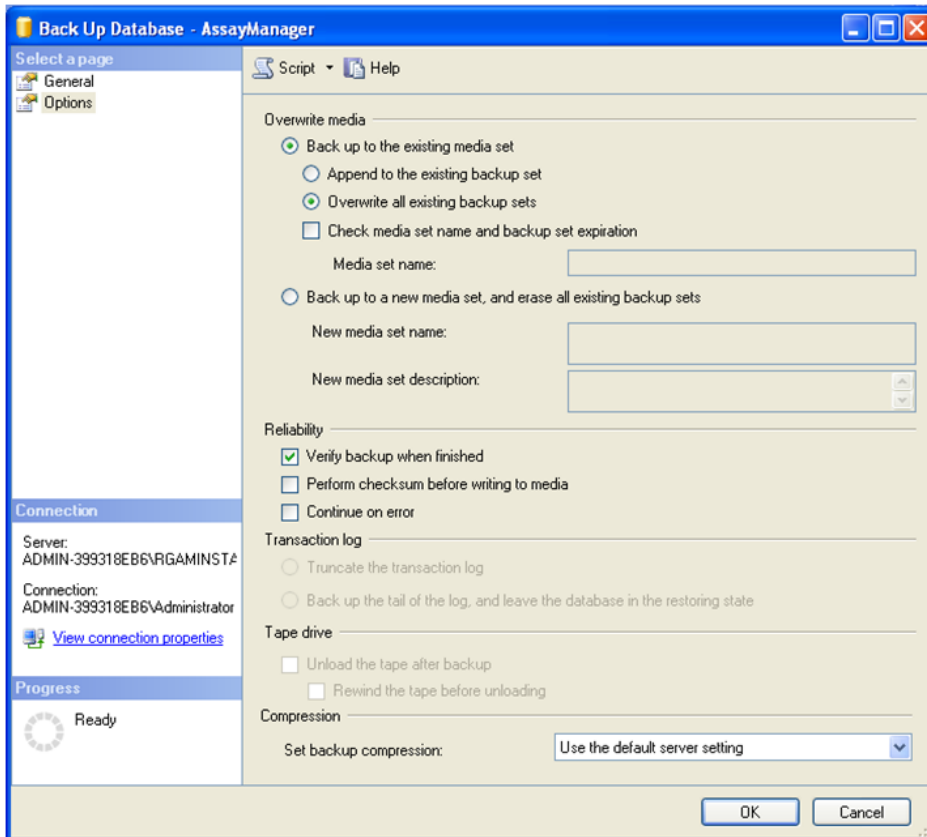 Back Up Database - AssayManager
Select a page
General
Options
Script
Help
Overwrite media
Back up to the existing media set
Append to the existing backup set
Overwrite all existing backup sets
Check media set name and backup set expiration
Media set name:
Back up to a new media set, and erase all existing backup sets
New media set name:
New media set description:
Reliability
Verify backup when finished
Perform checksum before writing to media
Continue on error
Transaction log
Truncate the transaction log
Back up the tail of the log, and leave the database in the restoring state
Tape drive
Unload the tape after backup
Rewind the tape before unloading
Compression
Set backup compression:
Use the default server setting
Connection
Server:
ADMIN-399318EB6\RGAMINSTA
Connection:
ADMIN-399318EB6\Administrator
View connection properties
Progress
Ready
OK
Cancel